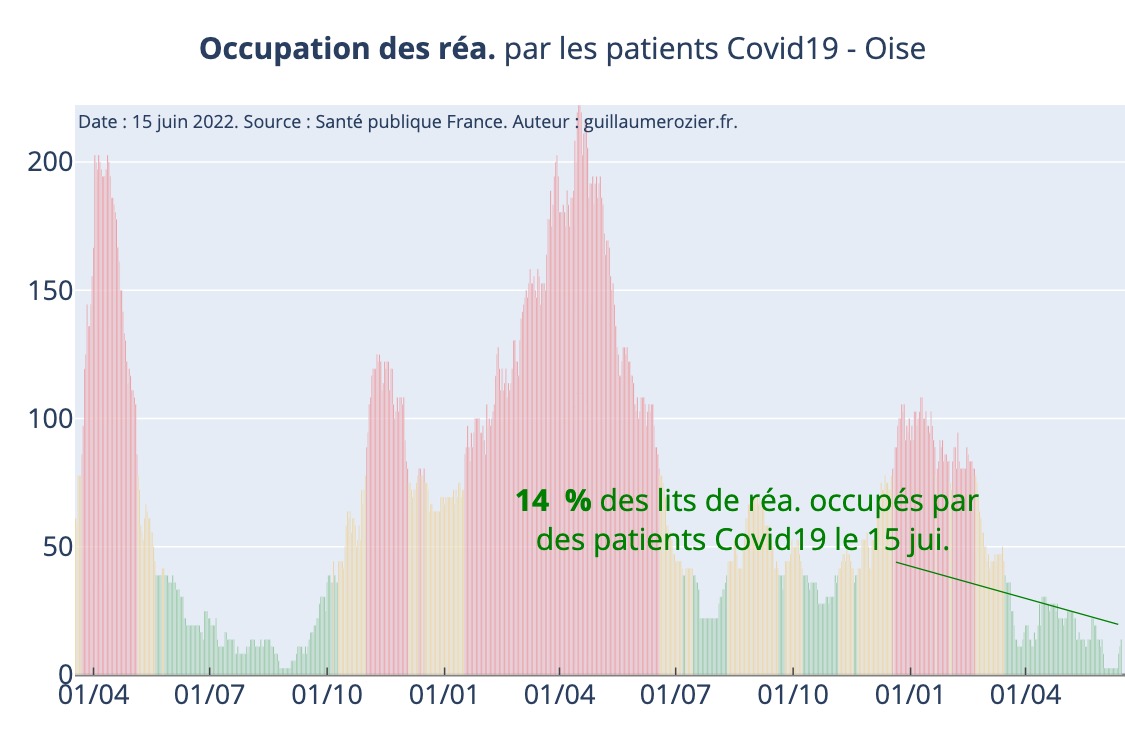 Occupation des réa. par les patients Covid19 - Oise
Date : 15 juin 2022. Source : Santé publique France. Auteur : guillaumerozier.fr.
200
150
100
50
0
14 % des lits de réa. occupés par
des patients Covid19 le 15 jui.
01/04 01/07 01/10 01/01 01/04 01/07 01/10 01/01 01/04